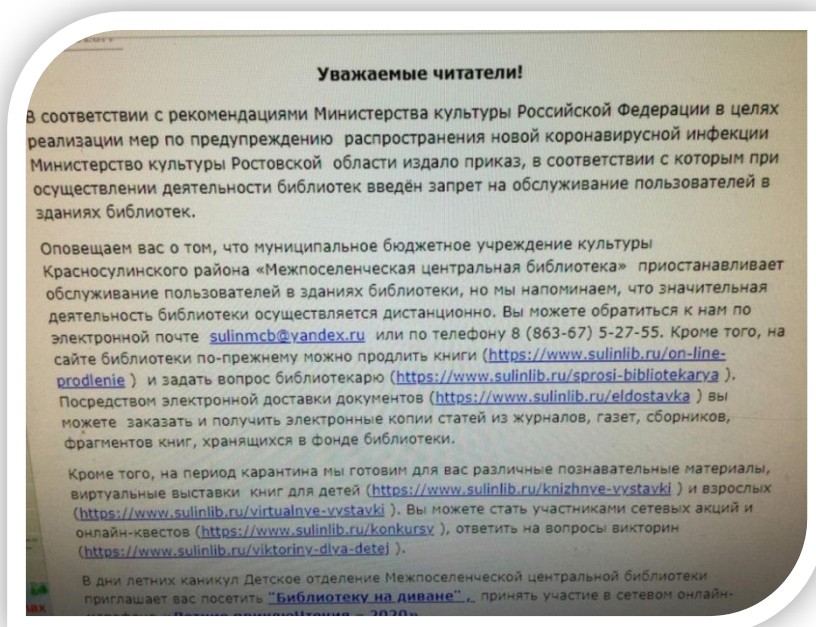 Уважаемые читатели!
В соответствии с рекомендациями Министерства культуры Российской Федерации в целях
реализации мер по предупреждению распространения новой коронавирусной инфекции
Министерство культуры Ростовской области издало приказ, в соответствии с которым при
осуществлении деятельности библиотек введён запрет на обслуживание пользователей в
зданиях библиотек.
Оповещаем вас о том, что муниципальное бюджетное учреждение культуры
Красносулинского района «Межпоселенческая центральная библиотека» приостанавливает
обслуживание пользователей в зданиях библиотеки, но мы напоминаем, что значительная
деятельность библиотеки осуществляется дистанционно. Вы можете обратиться к нам по
электронной почте sulinmcb@yandex.ru или по телефону 8 (863-67) 5-27-55. Кроме того, на
сайте библиотеки по-прежнему можно продлить книги (https://www.sulinlib.ru/on-line-
prodlenie ) и задать вопрос библиотекарю (https://www.sulinlib.ru/sprosi-bibliotekarya ).
Посредством электронной доставки документов (https://www.sulinlib.ru/eldostavka ) вы
можете заказать и получить электронные копии статей из журналов, газет, сборников,
фрагментов книг, хранящихся в фонде библиотеки.
Кроме того, на период карантина мы готовим для вас различные познавательные материалы,
виртуальные выставки книг для детей (https://www.sulinlib.ru/knizhnye-vystavki ) и взрослых
(https://www.sulinlib.ru/virtualnye-vystavki ). Вы можете стать участниками сетевых акций и
онлайн-квестов (https://www.sulinlib.ru/konkursy ), ответить на вопросы викторин
(https://www.sulinlib.ru/viktoriny-dlya-detej ).
В дни летних каникул Детское отделение Межпоселенческой центральной библиотеки
приглашает вас посетить "Библиотеку на диване" , принять участие в сетевом онлайн-
«Летние приключЧтения – 2020»